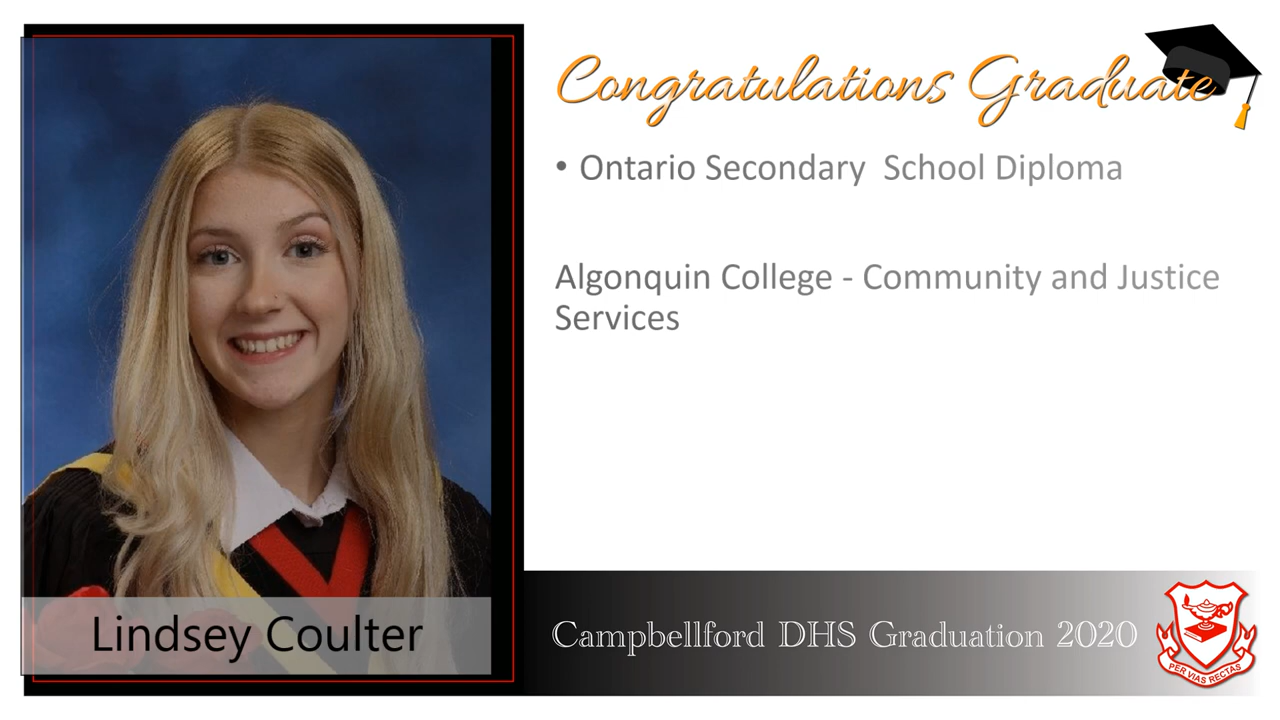 Congratulations Graduate
• Ontario Secondary  School Diploma
Algonquin College - Community and Justice
Services
Lindsey Coulter
Campbellford DHS Graduation 2020
PER VIAS RECTAS